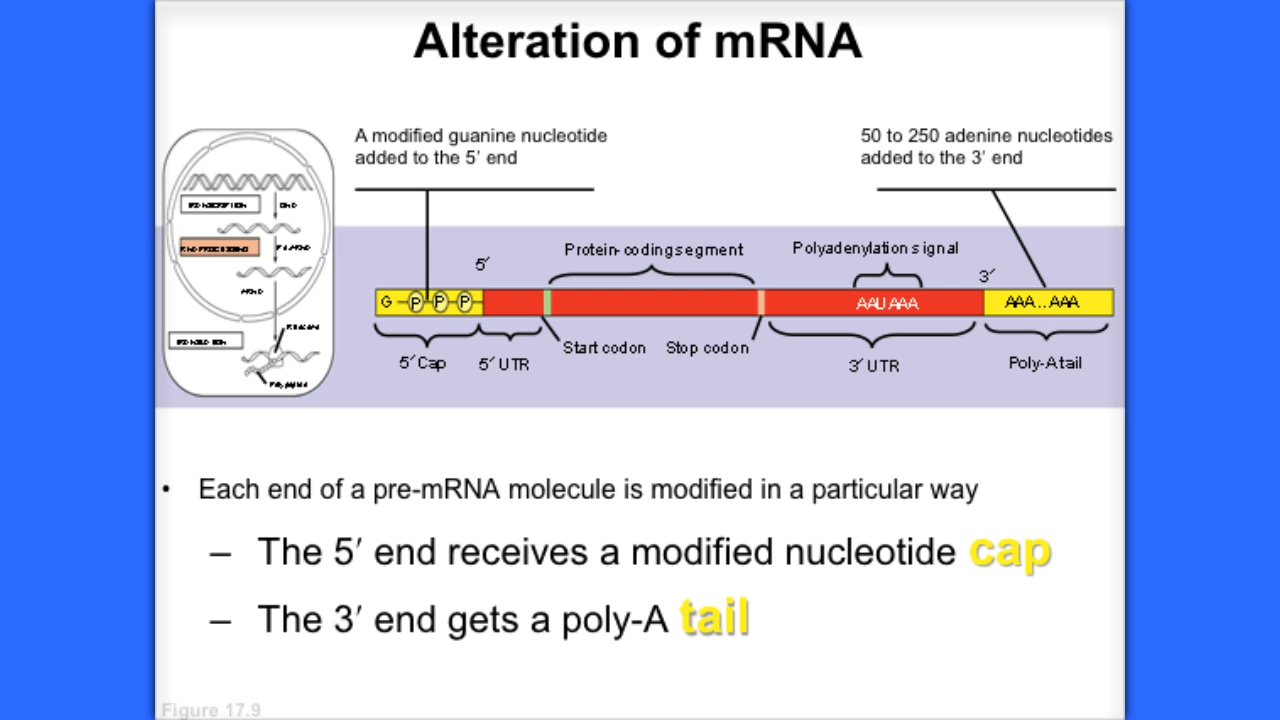 Alteration of mRNA
A modified guanine nucleotide
added to the 5′ end
50 to 250 adenine nucleotides
added to the 3′ end
Protein-coding segment
Polyadenylation signal
5′
3′
G P P P
AAUAAA
AAA...AAA
Start codon
Stop codon
5′ Cap
5′ UTR
3′ UTR
Poly-A tail
• Each end of a pre-mRNA molecule is modified in a particular way
– The 5′ end receives a modified nucleotide cap
– The 3′ end gets a poly-A tail
Figure 17.9